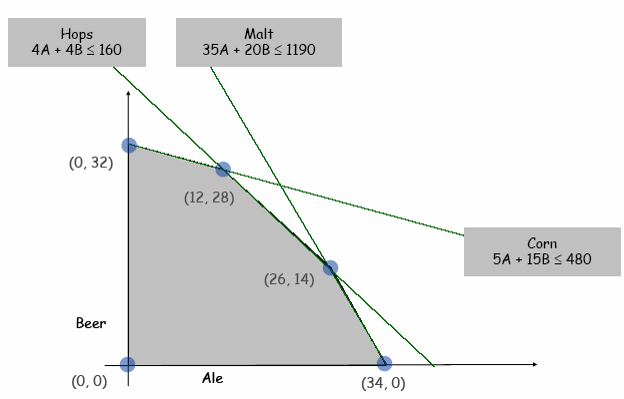 Hops
4A + 4B ≤ 160
Malt
35A + 20B ≤ 1190
(0, 32)
(12, 28)
Corn
5A + 15B ≤ 480
(26, 14)
Beer
(0, 0)
Ale
(34, 0)